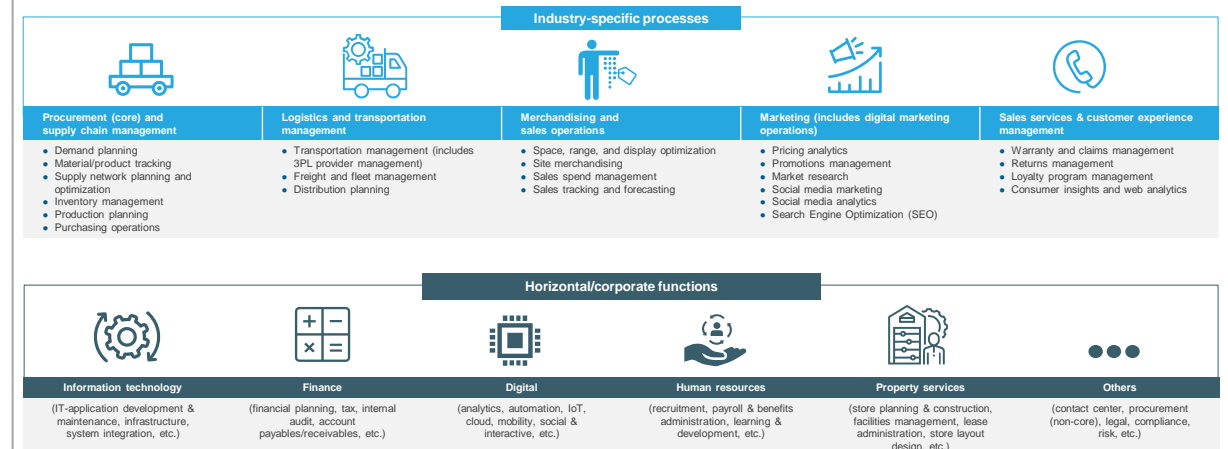 Industry-specific processes
Procurement (core) and
supply chain management
● Demand planning
● Material/product tracking
● Supply network planning and
optimization
● Inventory management
● Production planning
● Purchasing operations
Logistics and transportation
management
● Transportation management (includes
3PL provider management)
● Freight and fleet management
● Distribution planning
Merchandising and
sales operations
● Space, range, and display optimization
● Site merchandising
● Sales spend management
● Sales tracking and forecasting
Marketing (includes digital marketing
operations)
● Pricing analytics
● Promotions management
● Market research
● Social media marketing
● Social media analytics
● Search Engine Optimization (SEO)
Sales services & customer experience
management
● Warranty and claims management
● Returns management
● Loyalty program management
● Consumer insights and web analytics
Horizontal/corporate functions
Information technology
(IT-application development &
maintenance, infrastructure,
system integration, etc.)
Finance
(financial planning, tax, internal
audit, account
payables/receivables, etc.)
Digital
(analytics, automation, IoT,
cloud, mobility, social &
interactive, etc.)
Human resources
(recruitment, payroll & benefits
administration, learning &
development, etc.)
Property services
(store planning & construction,
facilities management, lease
administration, store layout
design, etc.)
Others
(contact center, procurement
(non-core), legal, compliance,
risk, etc.)